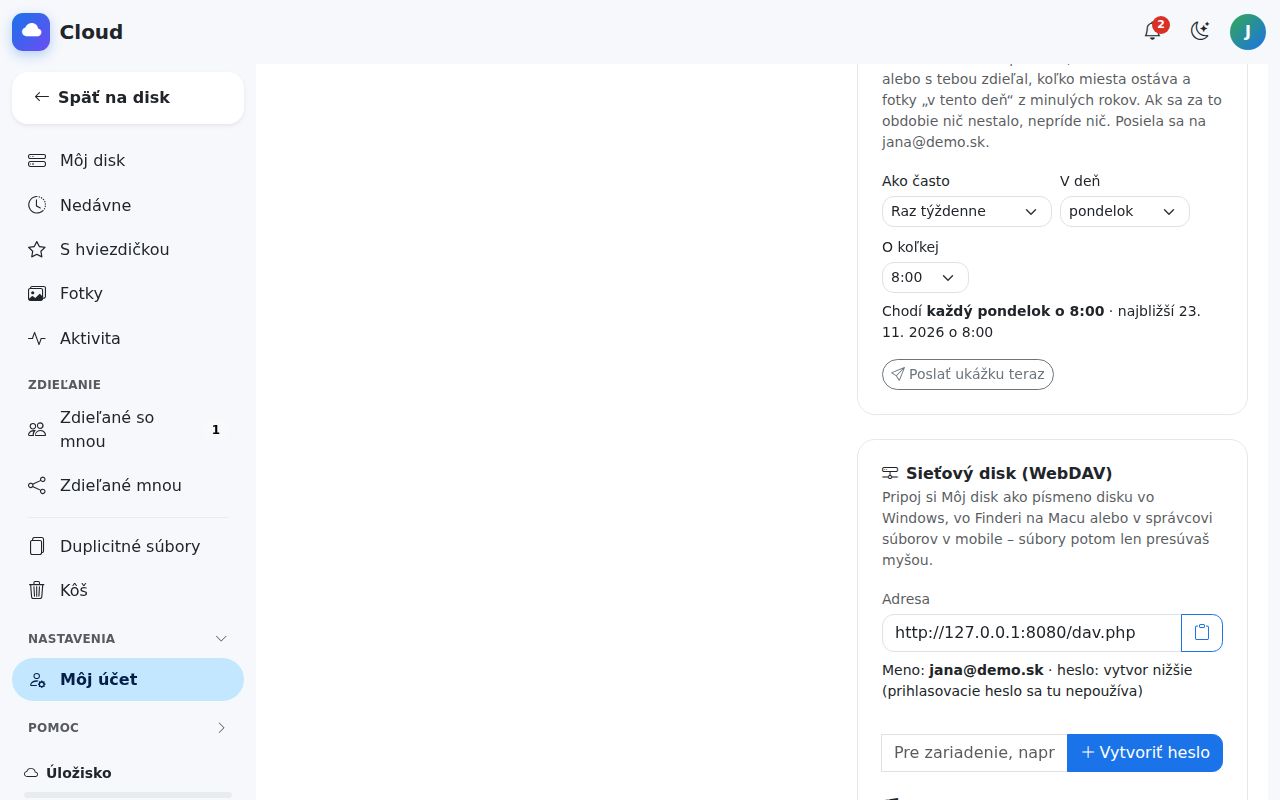 Cloud
2
J
Späť na disk
Môj disk
Nedávne
S hviezdičkou
Fotky
Aktivita
ZDIEĽANIE
Zdieľané so
mnou
1
Zdieľané mnou
Duplicitné súbory
Kôš
NASTAVENIA
Môj účet
POMOC
Úložisko
alebo s tebou zdieľal, koľko miesta ostáva a
fotky „v tento deň“ z minulých rokov. Ak sa za to
obdobie nič nestalo, nepríde nič. Posiela sa na
jana@demo.sk.
Ako často
V deň
Raz týždenne
pondelok
O koľkej
8:00
Chodí každý pondelok o 8:00 · najbližší 23.
11. 2026 o 8:00
Poslať ukážku teraz
Sieťový disk (WebDAV)
Pripoj si Môj disk ako písmeno disku vo
Windows, vo Finderi na Macu alebo v správcovi
súborov v mobile – súbory potom len presúvaš
myšou.
Adresa
http://127.0.0.1:8080/dav.php
Meno: jana@demo.sk · heslo: vytvor nižšie
(prihlasovacie heslo sa tu nepoužíva)
Pre zariadenie, napr
Vytvoriť heslo